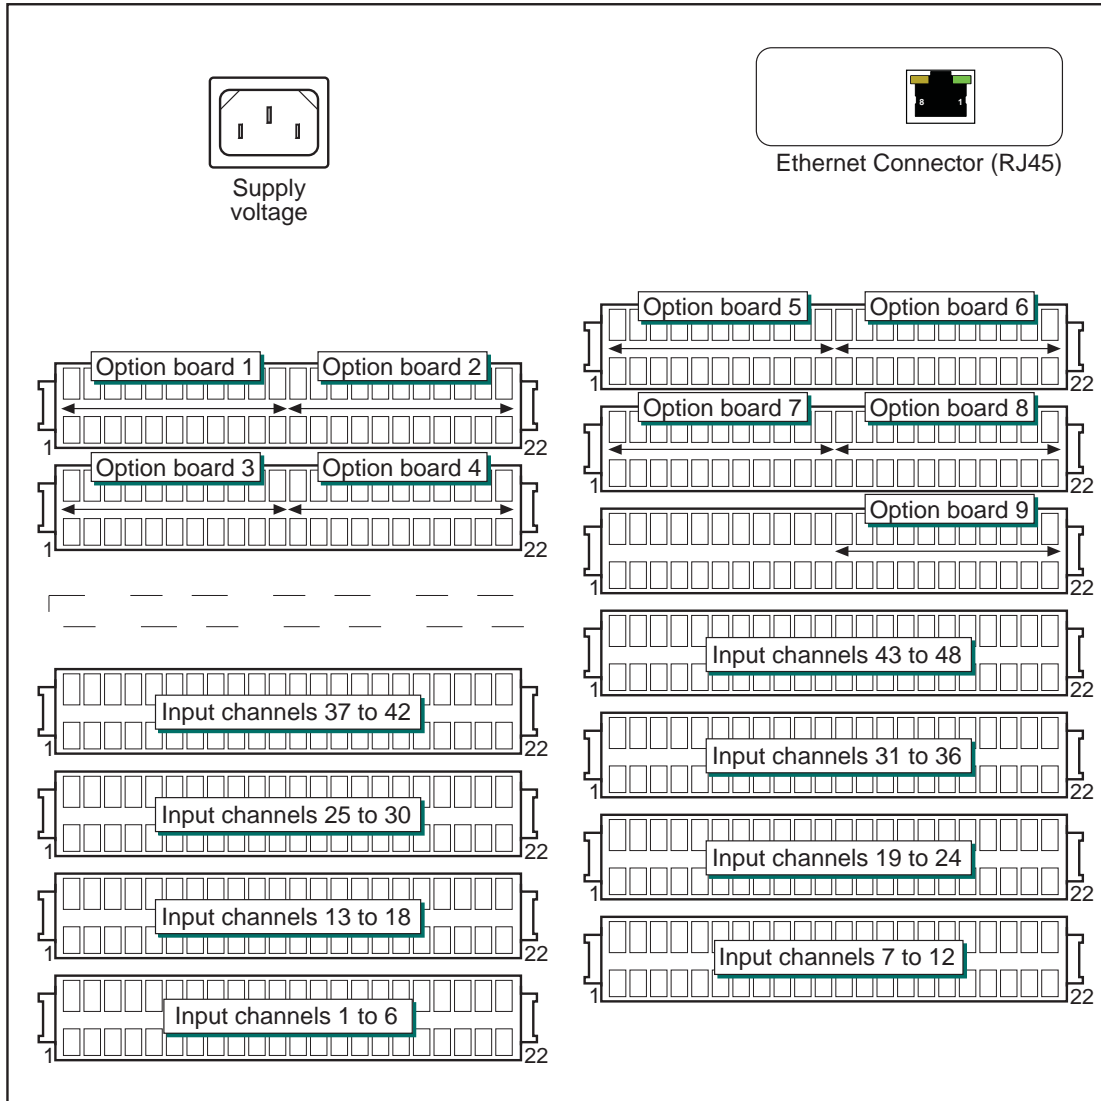 8 1
Supply
voltage
Ethernet Connector (RJ45)
Option board 1 Option board 2
1 22
Option board 3 Option board 4
1 22
Input channels 37 to 42
1 22
Input channels 25 to 30
1 22
Input channels 13 to 18
1 22
Input channels 1 to 6
1 22
Option board 5 Option board 6
1 22
Option board 7 Option board 8
1 22
Option board 9
1 22
Input channels 43 to 48
1 22
Input channels 31 to 36
1 22
Input channels 19 to 24
1 22
Input channels 7 to 12
1 22